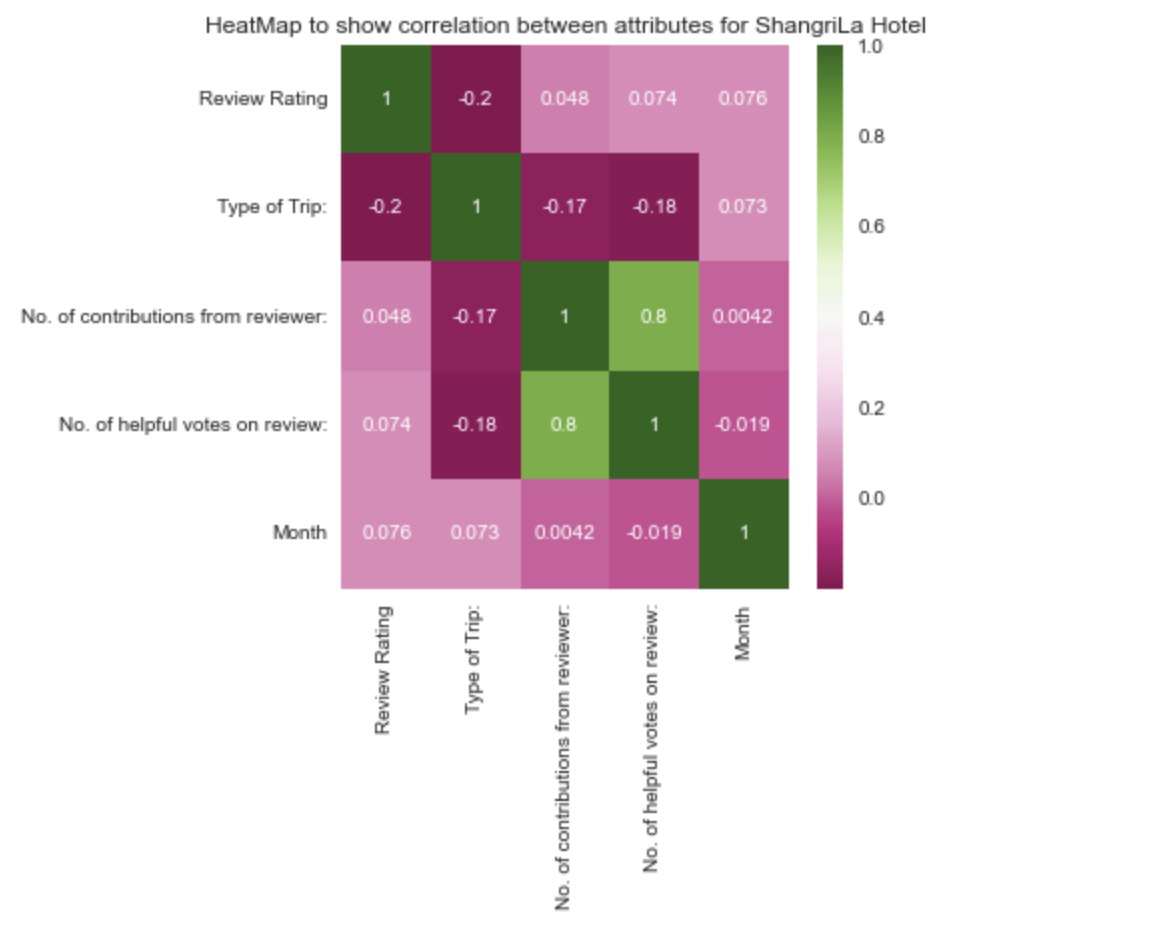 HeatMap to show correlation between attributes for ShangriLa Hotel
1.0
Review Rating 1 -0.2 0.048 0.074 0.076
0.8
Type of Trip: -0.2 1 -0.17 -0.18 0.073
0.6
No. of contributions from reviewer: 0.048 -0.17 1 0.8 0.0042
0.4
0.2
No. of helpful votes on review: 0.074 -0.18 0.8 1 -0.019
0.0
Month 0.076 0.073 0.0042 -0.019 1
Review Rating
Type of Trip:
No. of contributions from reviewer:
No. of helpful votes on review:
Month